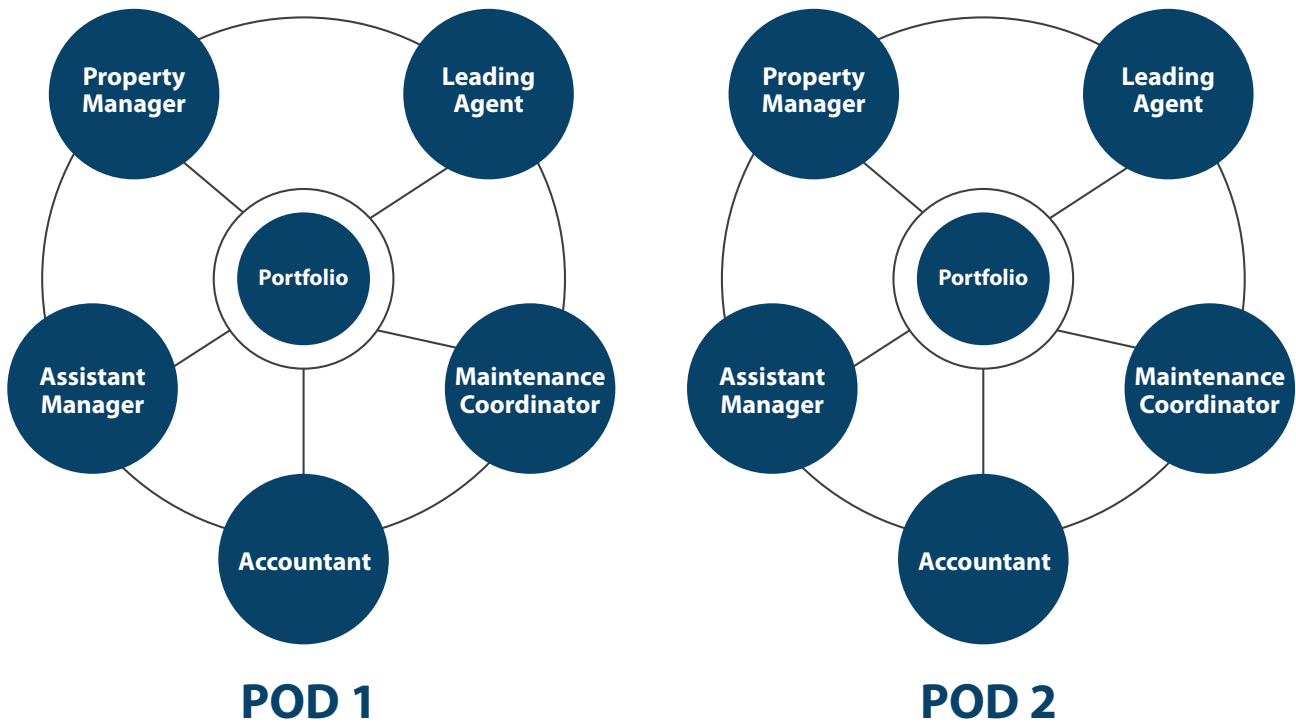 Property
Manager
Leading
Agent
Portfolio
Assistant
Manager
Maintenance
Coordinator
Accountant
POD 1
Property
Manager
Leading
Agent
Portfolio
Assistant
Manager
Maintenance
Coordinator
Accountant
POD 2